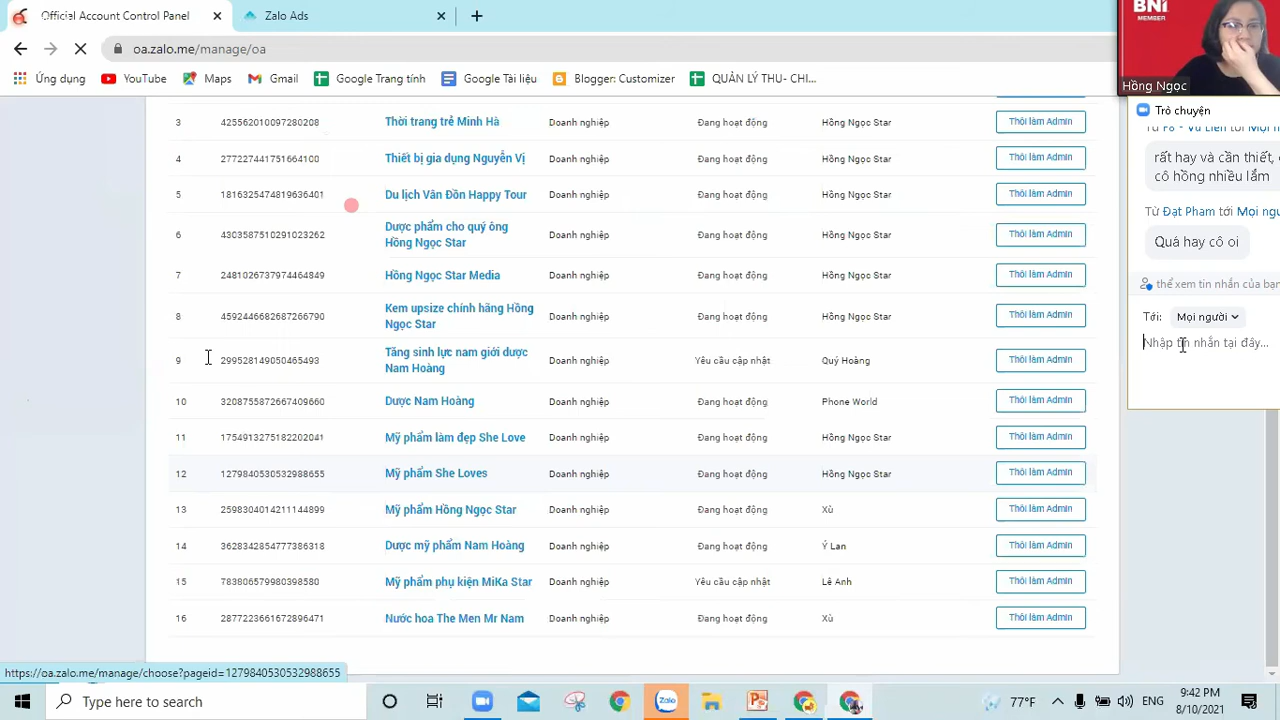 Official Account Control Panel
Zalo Ads
oa.zalo.me/manage/oa
Ứng dụng YouTube Maps Gmail Google Trang tính Google Tài liệu Blogger: Customizer QUẢN LÝ THU- CHI...
BNI
MEMBER
Hồng Ngọc
Trò chuyện
rất hay và cần thiết,
cô hồng nhiều lắm
Từ Đạt Pham tới Mọi ngư
Quá hay cô oi
thể xem tin nhắn của bạn
Tới: Mọi người
Nhập tin nhắn tại đây...
3 425562010097280208 Thời trang trẻ Minh Hà Doanh nghiệp Đang hoạt động Hồng Ngọc Star Thôi làm Admin
4 277227441751664100 Thiết bị gia dụng Nguyễn Vị Doanh nghiệp Đang hoạt động Hồng Ngọc Star Thôi làm Admin
5 1816325474819636401 Du lịch Vân Đồn Happy Tour Doanh nghiệp Đang hoạt động Hồng Ngọc Star Thôi làm Admin
6 4303587510291023262 Dược phẩm cho quý ông Doanh nghiệp Đang hoạt động Hồng Ngọc Star Thôi làm Admin
Hồng Ngọc Star
7 2481026737974464849 Hồng Ngọc Star Media Doanh nghiệp Đang hoạt động Hồng Ngọc Star Thôi làm Admin
8 4592446682687266790 Kem upsize chính hãng Hồng Doanh nghiệp Đang hoạt động Hồng Ngọc Star Thôi làm Admin
Ngọc Star
9 299528149050465493 Tăng sinh lực nam giới dược Doanh nghiệp Yêu cầu cập nhật Quý Hoàng Thôi làm Admin
Nam Hoàng
10 3208755872667409660 Dược Nam Hoàng Doanh nghiệp Đang hoạt động Phone World Thôi làm Admin
11 1754913275182202041 Mỹ phẩm làm đẹp She Love Doanh nghiệp Đang hoạt động Hồng Ngọc Star Thôi làm Admin
12 1279840530532988655 Mỹ phẩm She Loves Doanh nghiệp Đang hoạt động Hồng Ngọc Star Thôi làm Admin
13 2598304014211144899 Mỹ phẩm Hồng Ngọc Star Doanh nghiệp Đang hoạt động Xù Thôi làm Admin
14 3628342854777386318 Dược mỹ phẩm Nam Hoàng Doanh nghiệp Đang hoạt động Ý Lan Thôi làm Admin
15 783806579980398580 Mỹ phẩm phụ kiện MiKa Star Doanh nghiệp Yêu cầu cập nhật Lê Anh Thôi làm Admin
16 2877223661672896471 Nước hoa The Men Mr Nam Doanh nghiệp Đang hoạt động Xù Thôi làm Admin
https://oa.zalo.me/manage/choose?pageid=1279840530532988655
Type here to search
Zalo
77°F
ENG
9:42 PM
8/10/2021